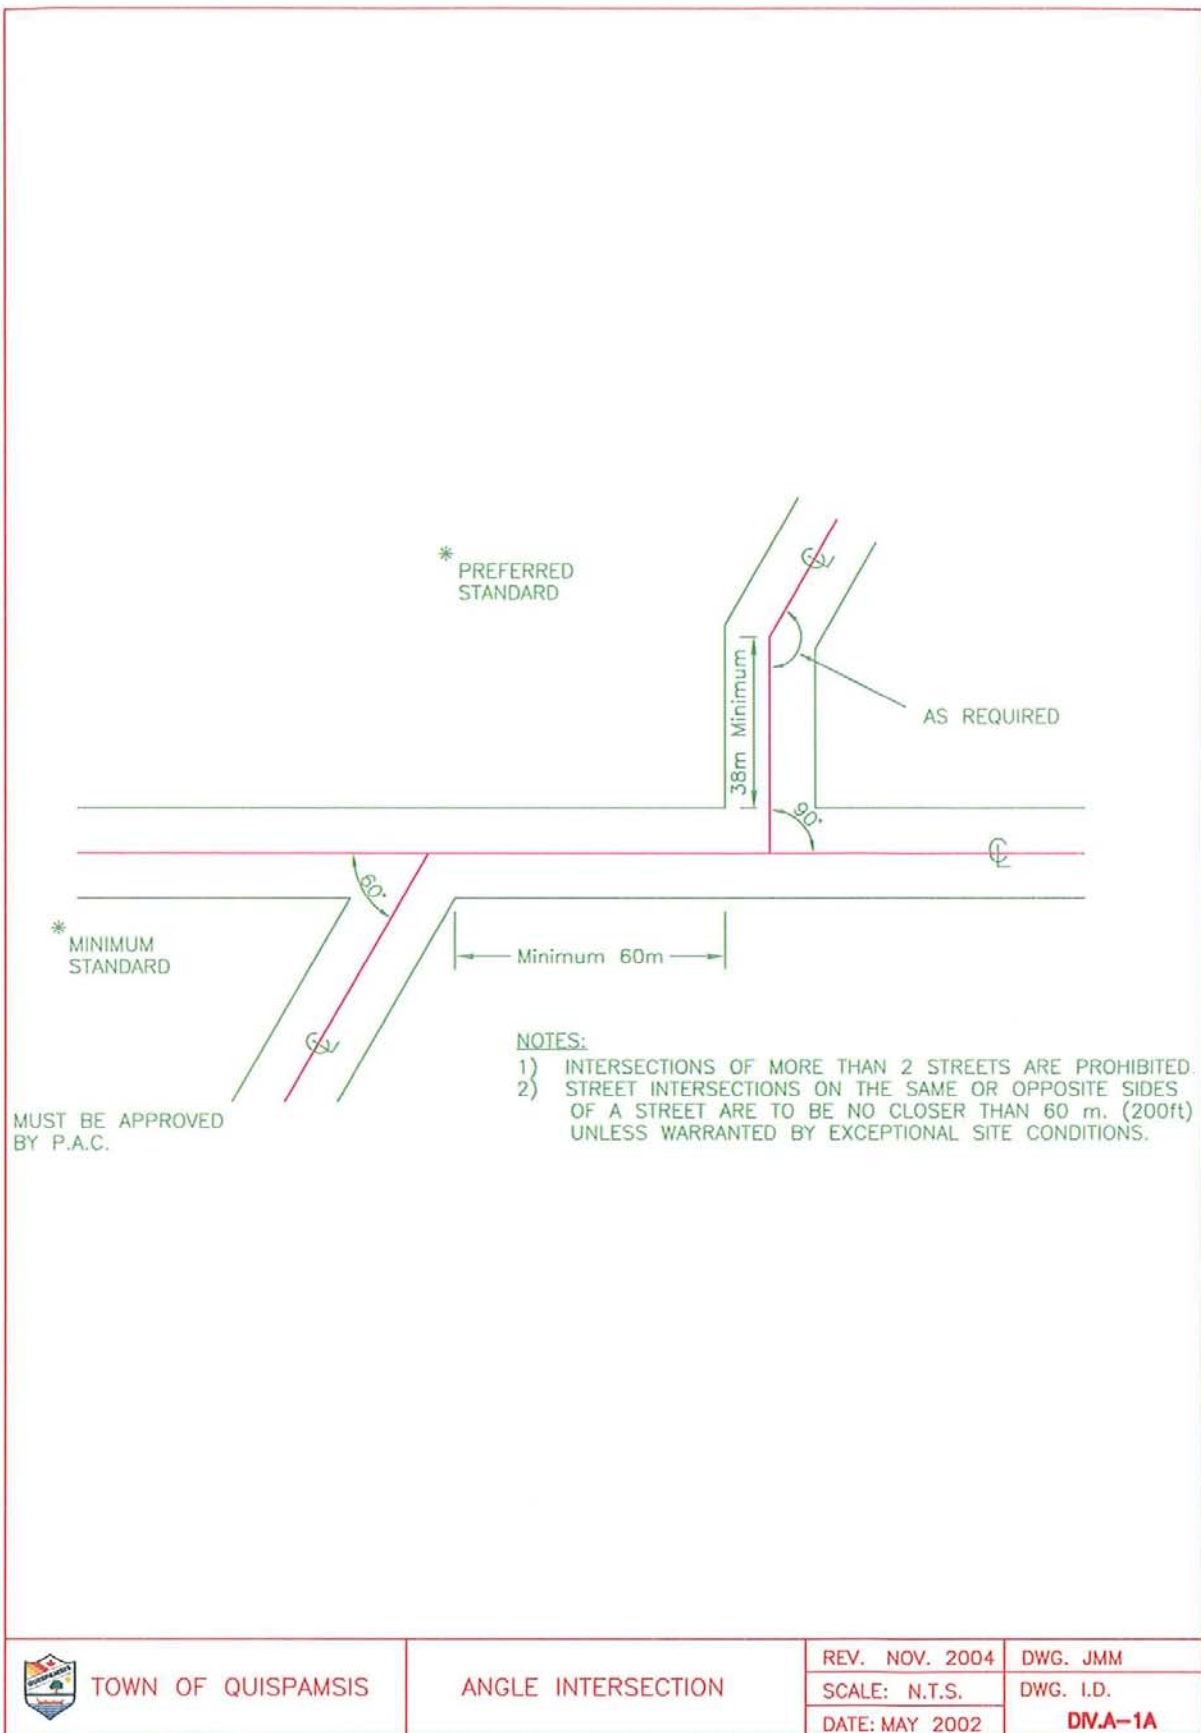 * PREFERRED
STANDARD
℄
38m Minimum
AS REQUIRED
90°
℄
60°
* MINIMUM
STANDARD
Minimum 60m
℄
NOTES:
1) INTERSECTIONS OF MORE THAN 2 STREETS ARE PROHIBITED.
2) STREET INTERSECTIONS ON THE SAME OR OPPOSITE SIDES
OF A STREET ARE TO BE NO CLOSER THAN 60 m. (200ft)
UNLESS WARRANTED BY EXCEPTIONAL SITE CONDITIONS.
MUST BE APPROVED
BY P.A.C.
QUISPAMSIS
TOWN OF QUISPAMSIS
ANGLE INTERSECTION
REV. NOV. 2004
DWG. JMM
SCALE: N.T.S.
DWG. I.D.
DATE: MAY 2002
DIV.A-1A